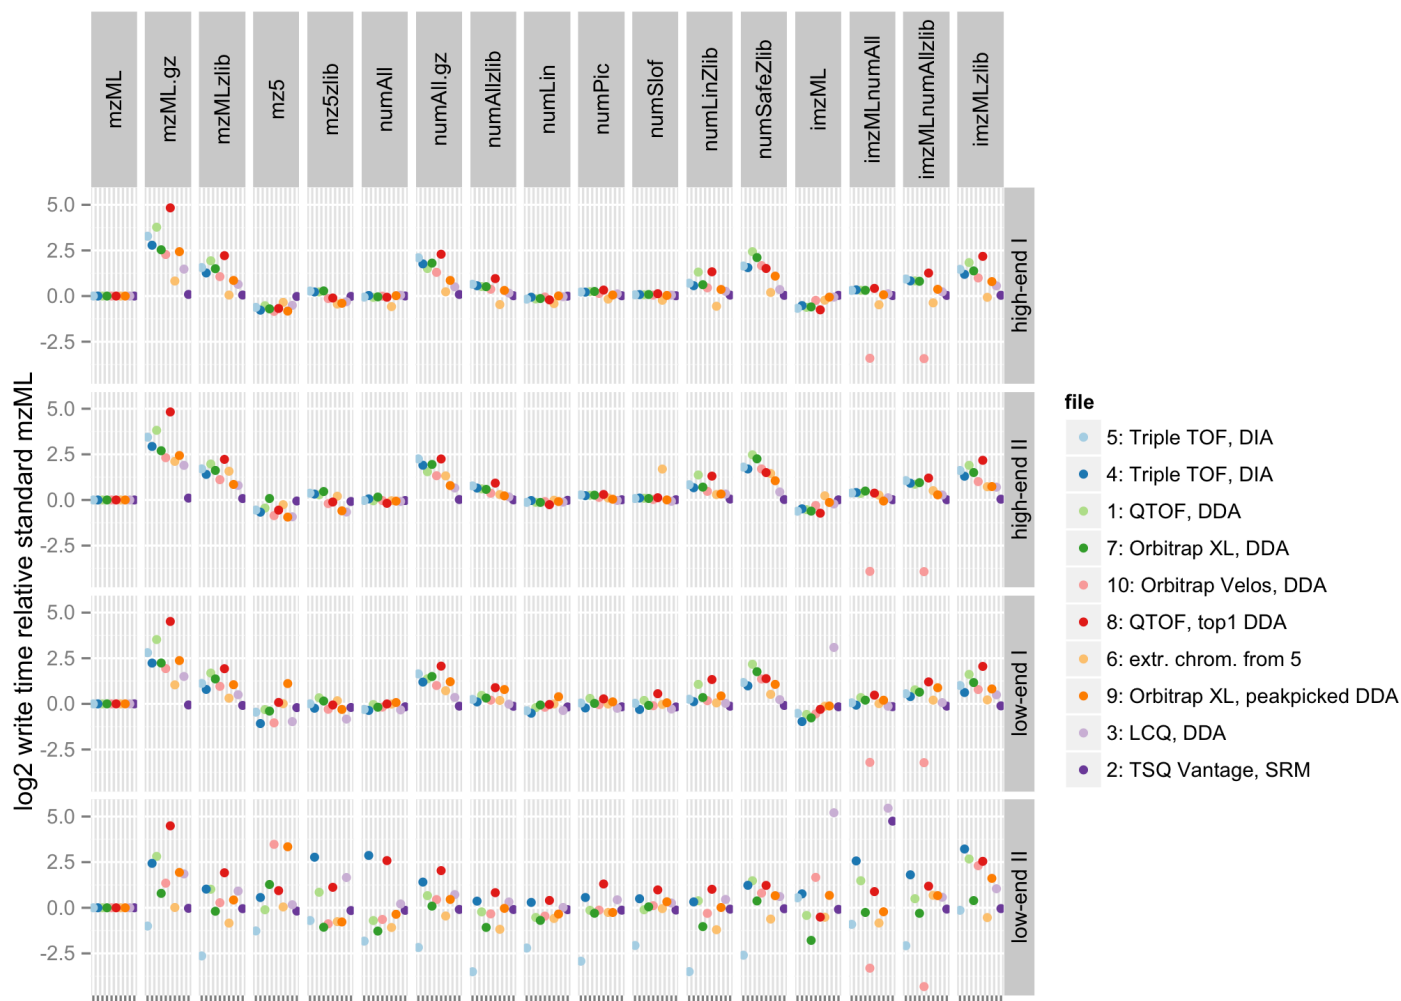 mzML
mzML.gz
mzMLzlib
mz5
mz5zlib
numAll
numAll.gz
numAllzlib
numLin
numPic
numSlof
numLinZlib
numSafeZlib
imzML
imzMLnumAll
imzMLnumAllzlib
imzMLzlib
log2 write time relative standard mzML
5.0
2.5
0.0
-2.5
high-end I
5.0
2.5
0.0
-2.5
high-end II
5.0
2.5
0.0
-2.5
low-end I
5.0
2.5
0.0
-2.5
low-end II
file
5: Triple TOF, DIA
4: Triple TOF, DIA
1: QTOF, DDA
7: Orbitrap XL, DDA
10: Orbitrap Velos, DDA
8: QTOF, top1 DDA
6: extr. chrom. from 5
9: Orbitrap XL, peakpicked DDA
3: LCQ, DDA
2: TSQ Vantage, SRM